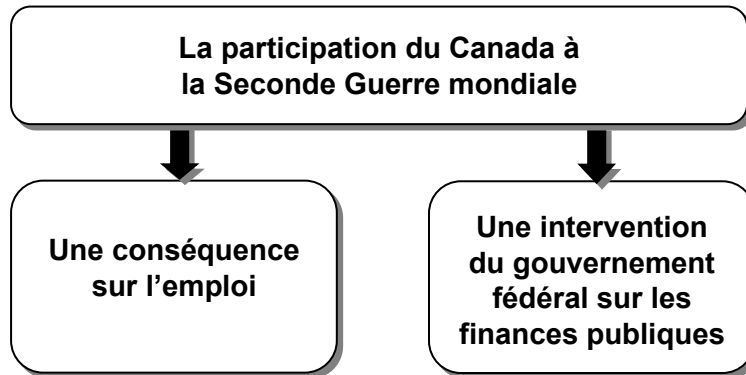 La participation du Canada à
la Seconde Guerre mondiale
Une conséquence
sur l’emploi
Une intervention
du gouvernement
fédéral sur les
finances publiques